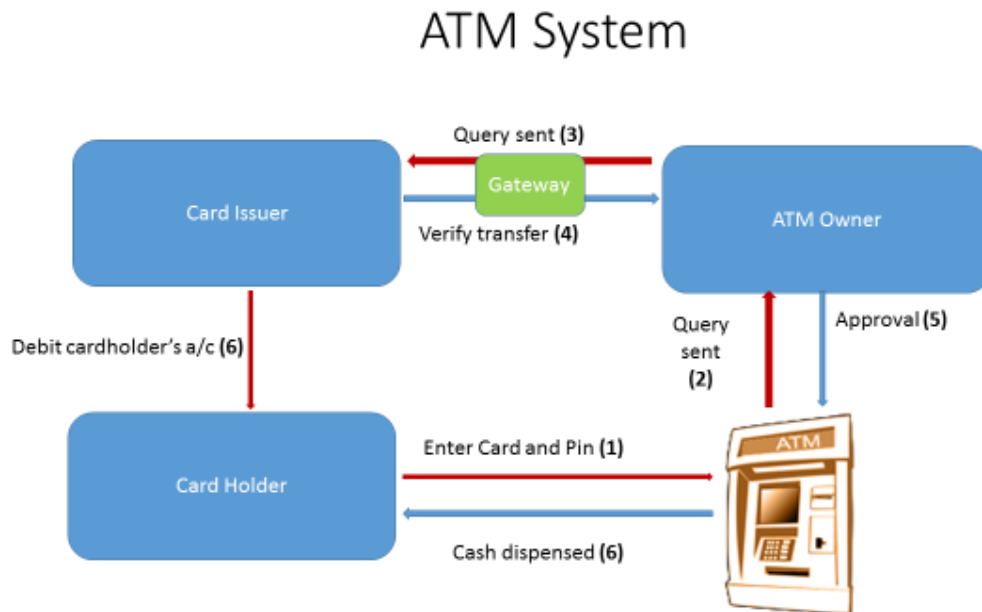 ATM System
Query sent (3)
Gateway
Card Issuer
ATM Owner
Verify transfer (4)
Debit cardholder’s a/c (6)
Query
sent
(2)
Approval (5)
ATM
Enter Card and Pin (1)
Card Holder
Cash dispensed (6)